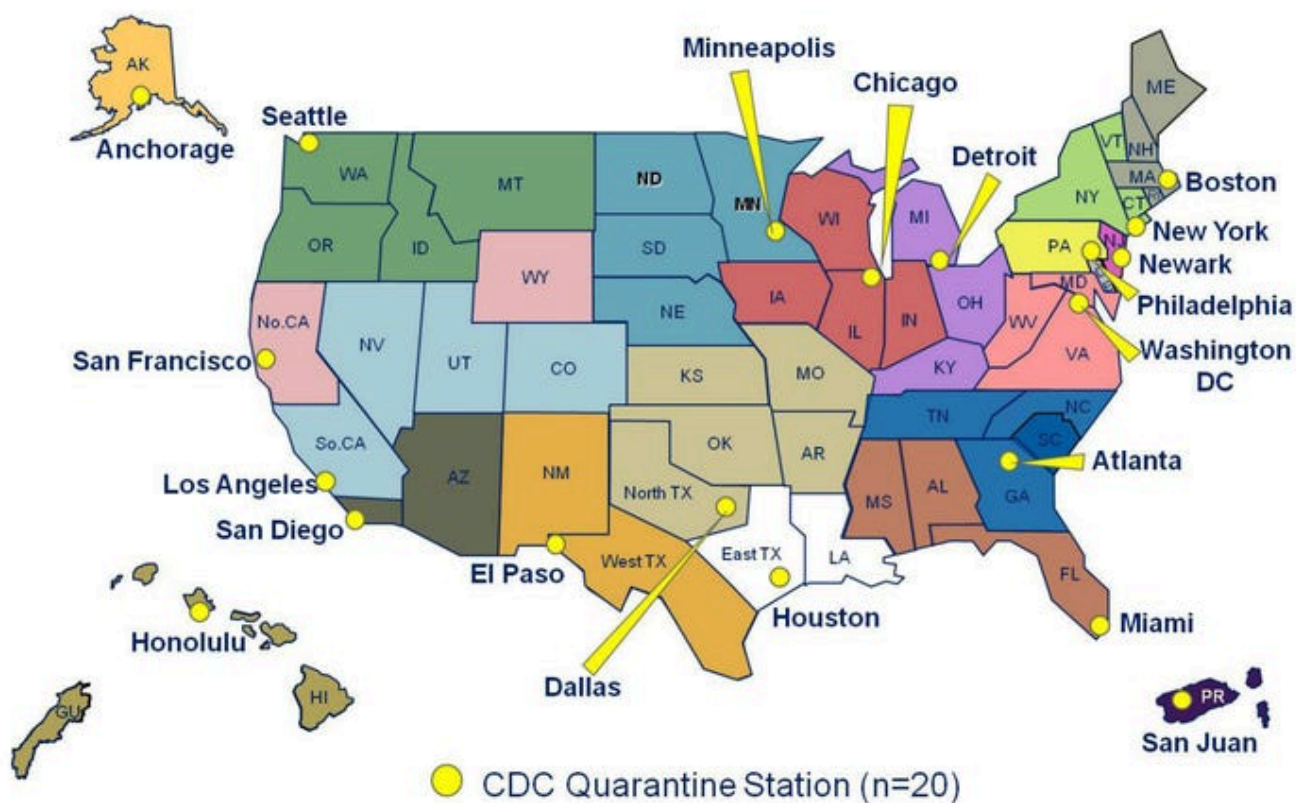 Minneapolis
Chicago
AK
Seattle
Anchorage
Detroit
ME
VT
NH
WA
MT
ND
MN
WI
MI
NY
MA
Boston
CT
OR
ID
SD
PA
NJ
New York
Newark
WY
IA
IL
IN
OH
MD
Philadelphia
No.CA
NV
UT
CO
NE
WV
VA
Washington
DC
San Francisco
KS
MO
KY
So.CA
TN
NC
OK
AR
SC
Atlanta
Los Angeles
AZ
NM
North TX
MS
AL
GA
San Diego
El Paso
West TX
East TX
LA
FL
Honolulu
Houston
Miami
Dallas
HI
GU
PR
San Juan
CDC Quarantine Station (n=20)